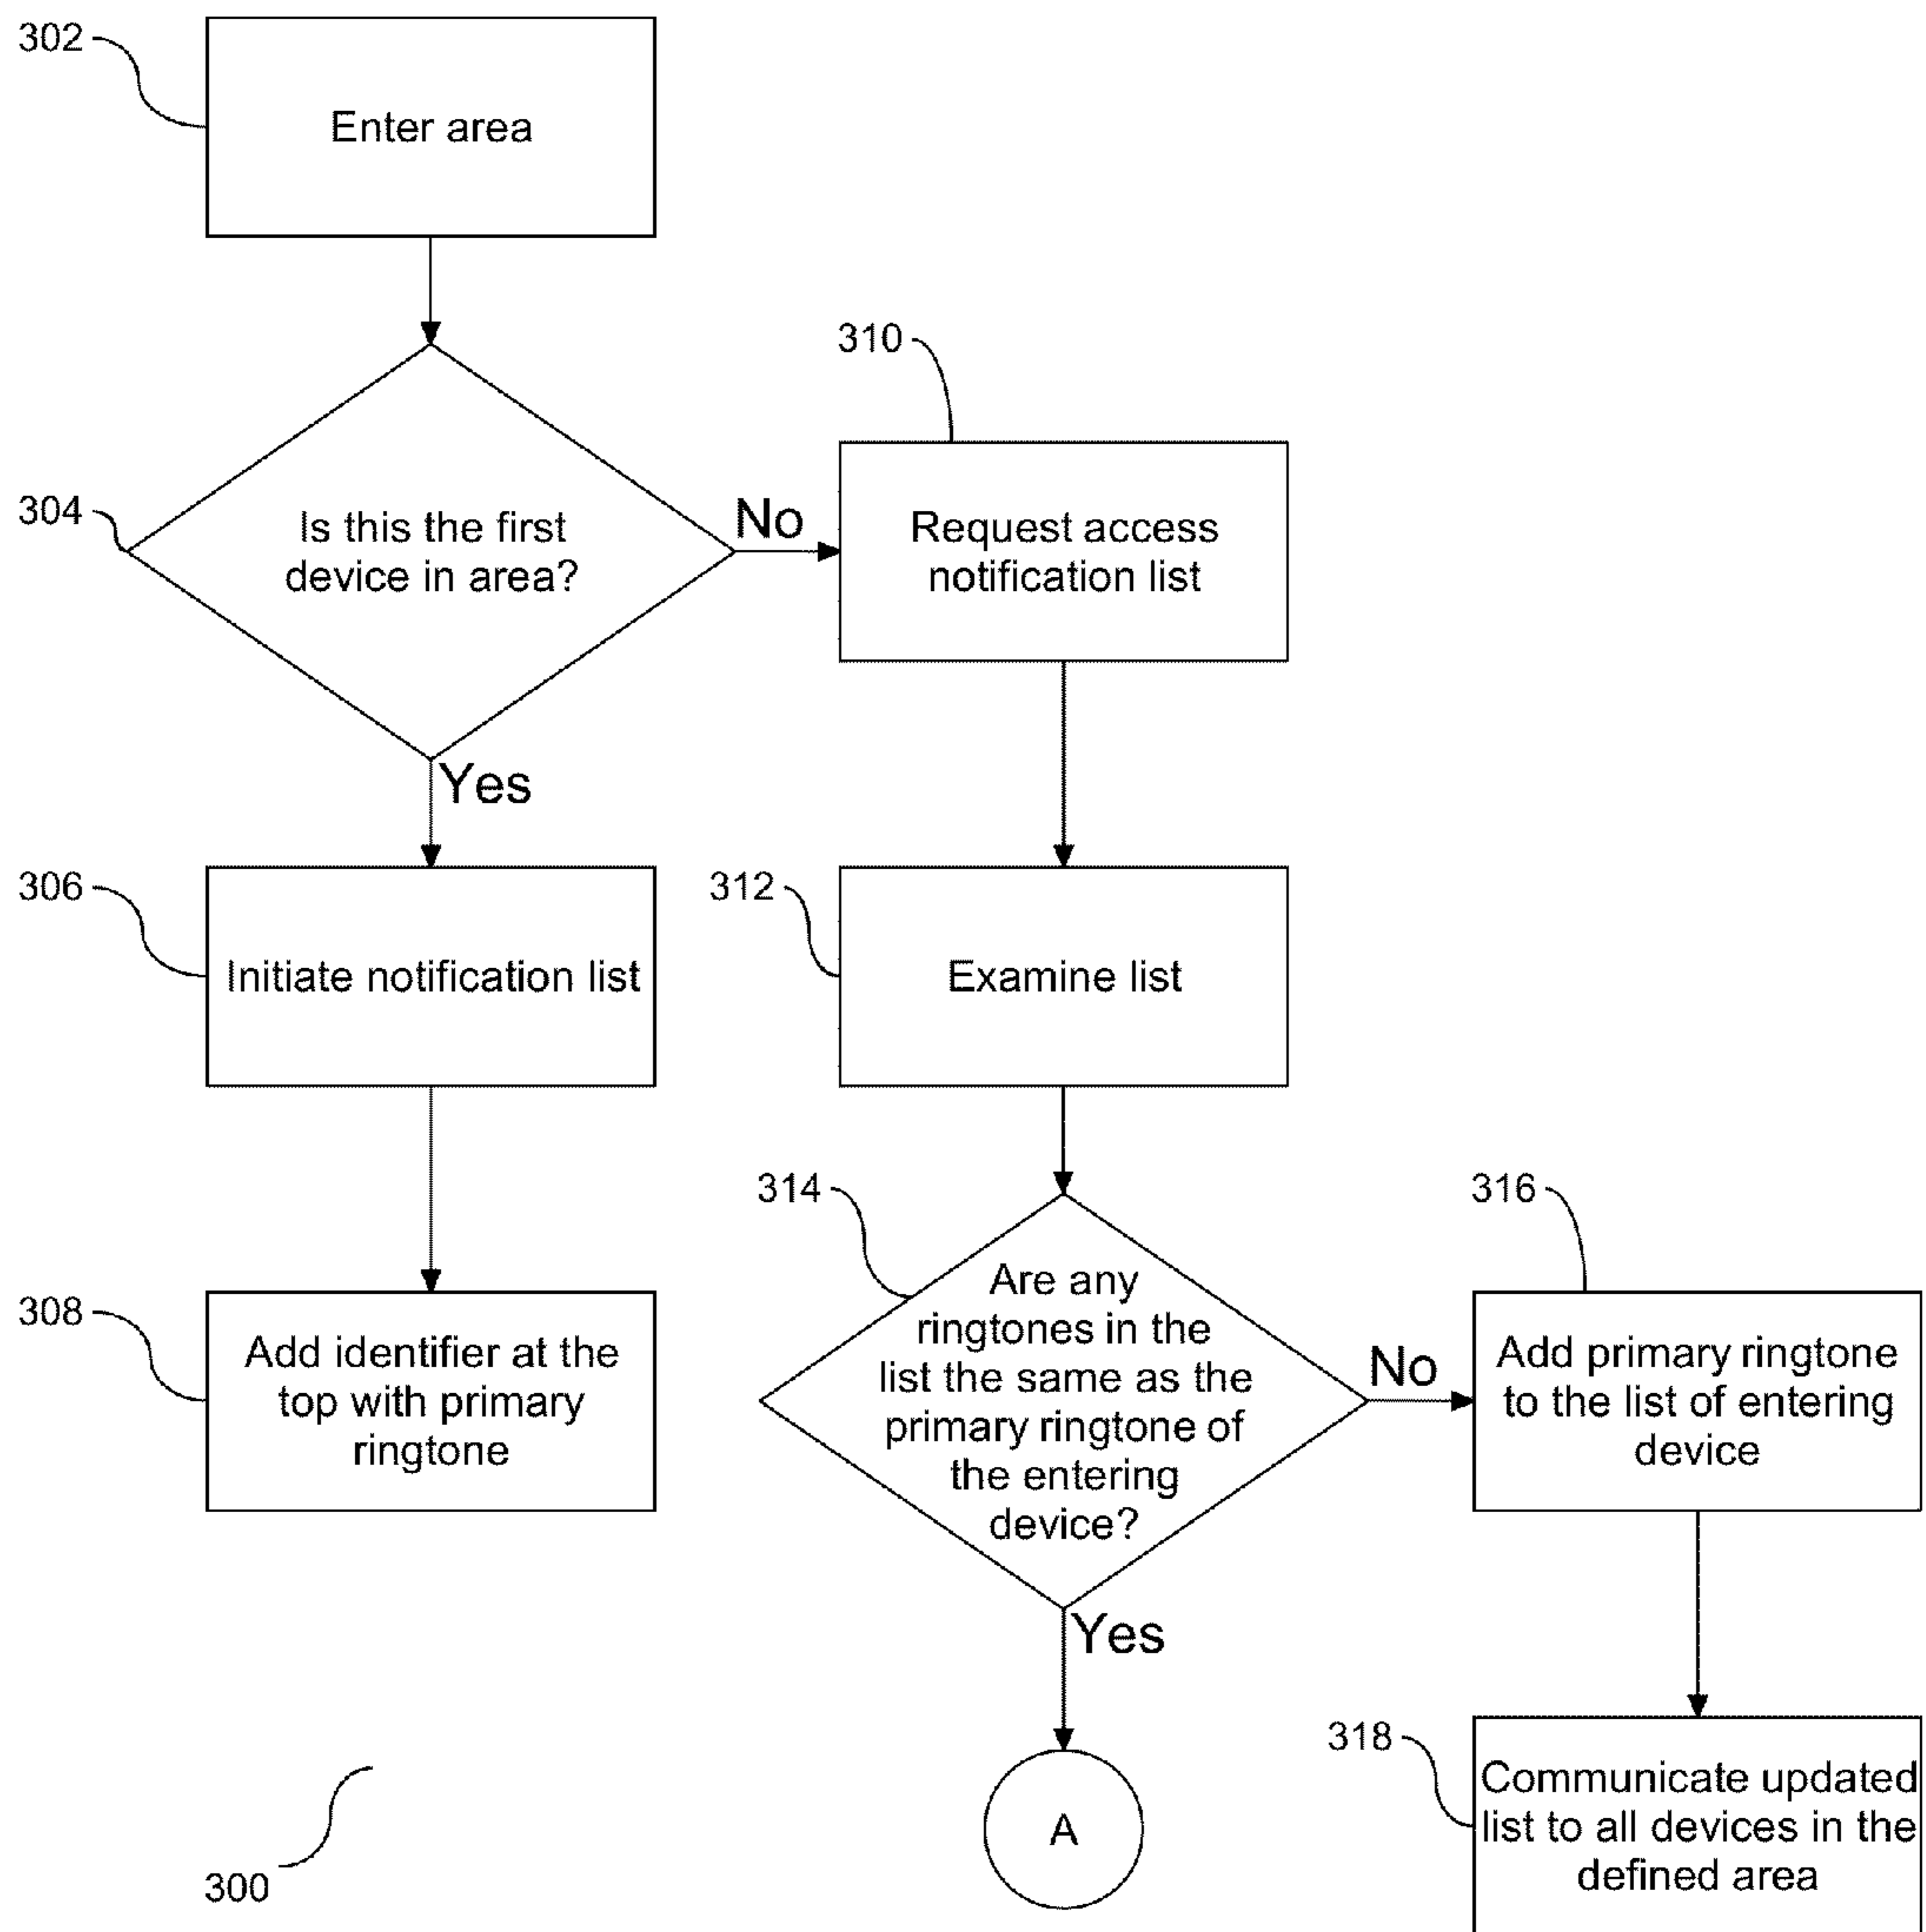 302
Enter area
304
Is this the first
device in area?
No
310
Request access
notification list
Yes
306
Initiate notification list
312
Examine list
308
Add identifier at the
top with primary
ringtone
314
Are any
ringtones in the
list the same as the
primary ringtone of
the entering
device?
No
316
Add primary ringtone
to the list of entering
device
Yes
A
318
Communicate updated
list to all devices in the
defined area
300